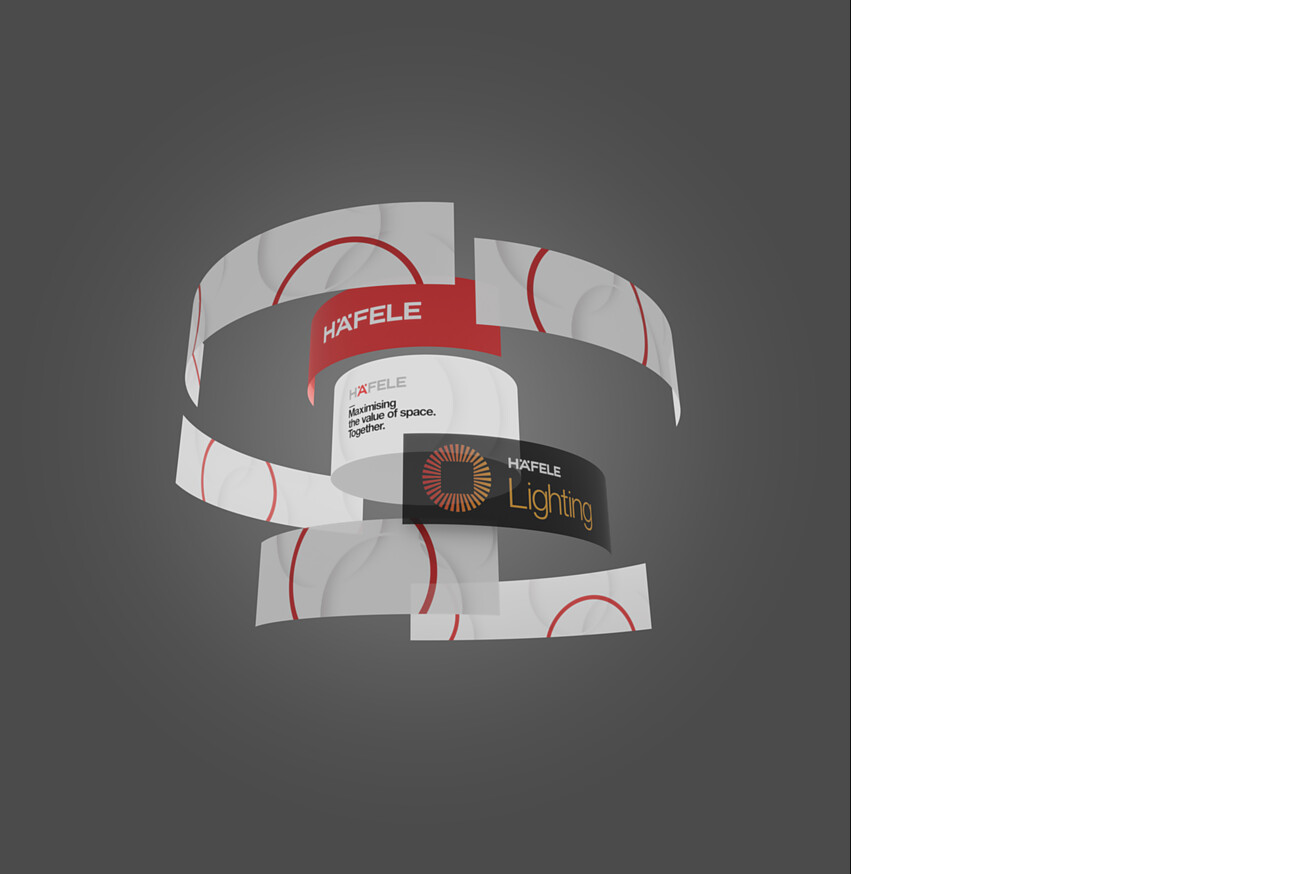 HÄFELE
HÄFELE
Maximising
the value of space.
Together.
HÄFELE
Lighting